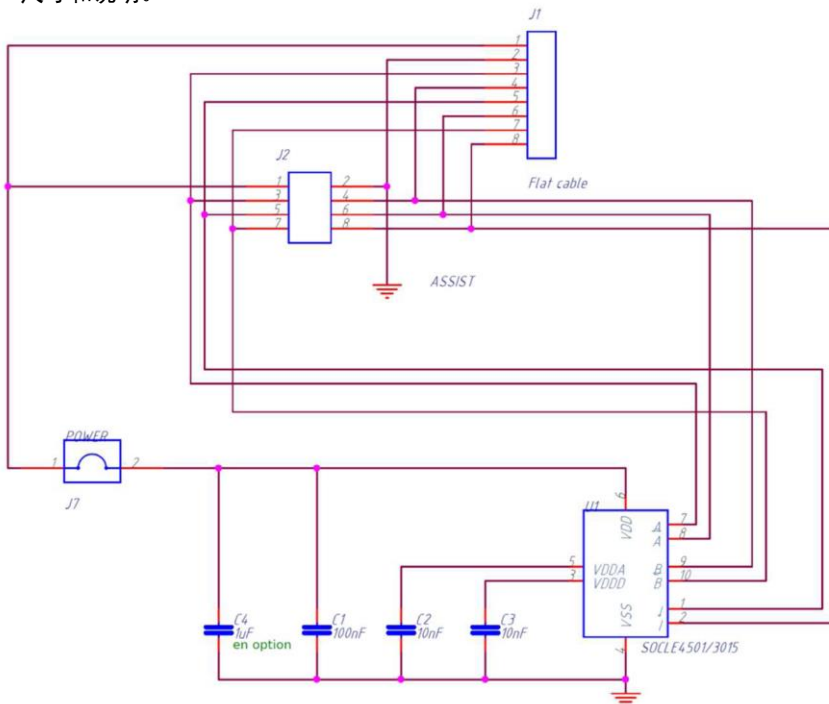 J1
1
2
3
4
5
6
7
8
Flat cable
J2
1 2
3 4
5 6
7 8
ASSIST
POWER
1 2
J7
6
U1
VDD
7 A
8 A
5 VDDA
3 VDDD
9 B
10 B
1
2 I
VSS
4
SOCLE4501/3015
C4
1uF
en option
C1
100nF
C2
10nF
C3
10nF